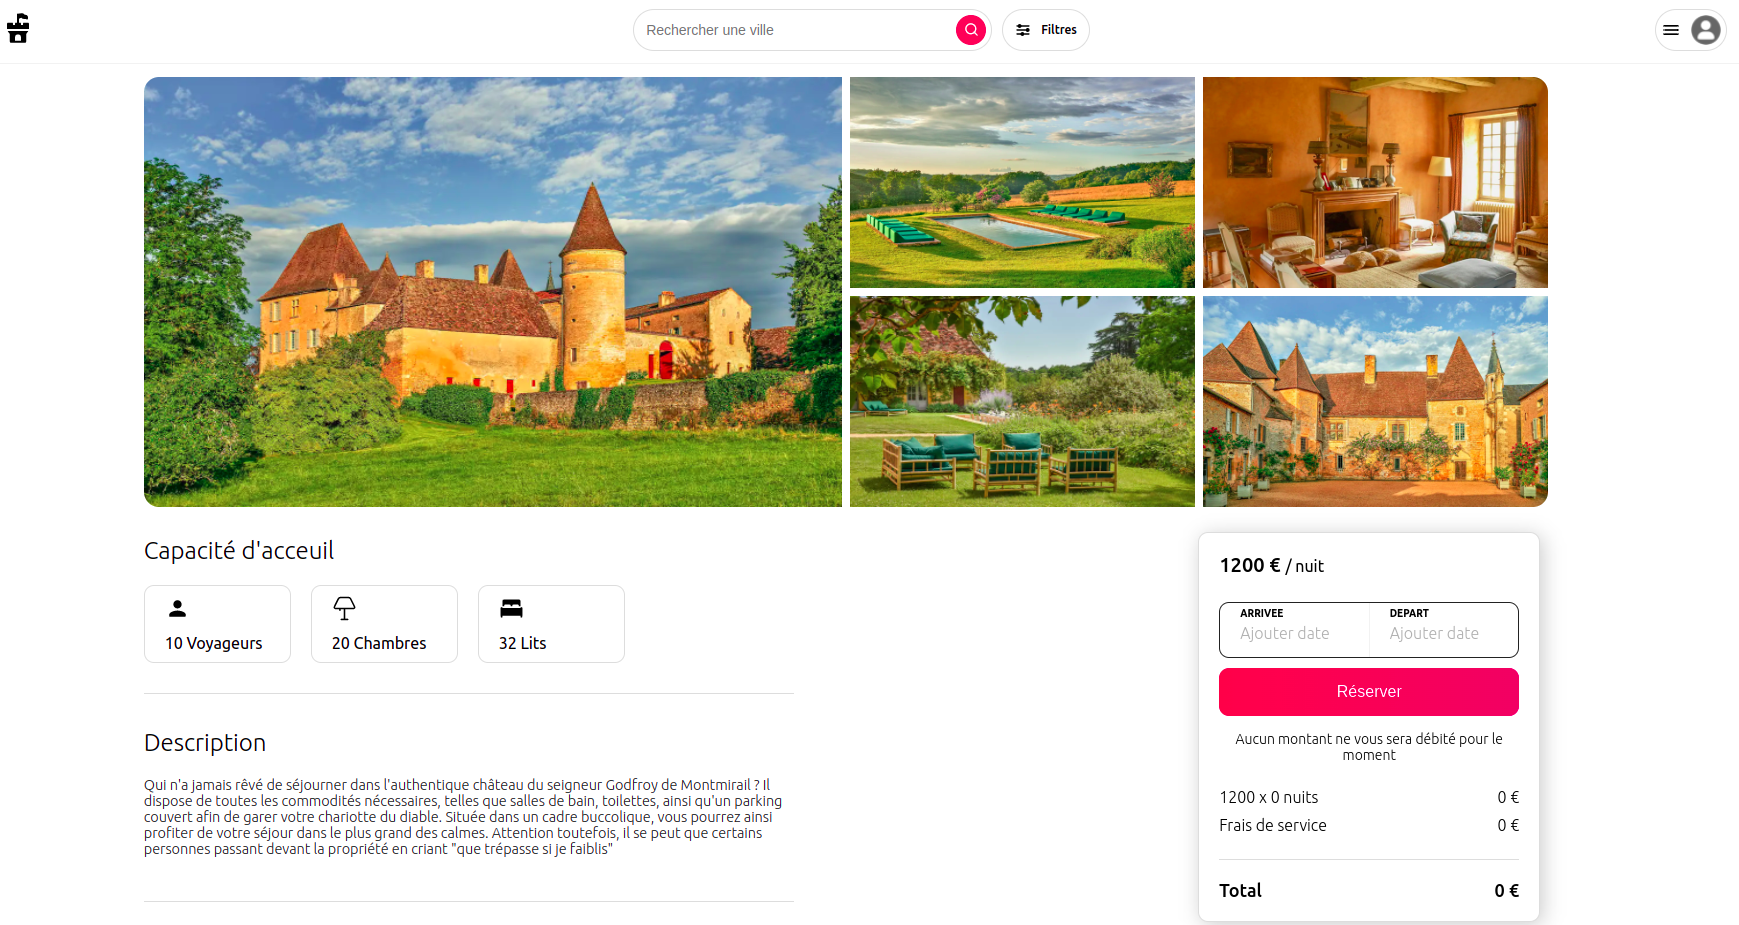 Rechercher une ville
Filtres
Capacité d'acceuil
10 Voyageurs
20 Chambres
32 Lits
Description
Qui n'a jamais rêvé de séjourner dans l'authentique château du seigneur Godfroy de Montmirail ? Il
dispose de toutes les commodités nécessaires, telles que salles de bain, toilettes, ainsi qu'un parking
couvert afin de garer votre chariotte du diable. Située dans un cadre buccolique, vous pourrez ainsi
profiter de votre séjour dans le plus grand des calmes. Attention toutefois, il se peut que certains
personnes passant devant la propriété en criant "que trépasse si je faiblis"
1200 € / nuit
ARRIVEE
Ajouter date
DEPART
Ajouter date
Réserver
Aucun montant ne vous sera débité pour le
moment
1200 x 0 nuits 0 €
Frais de service 0 €
Total 0 €